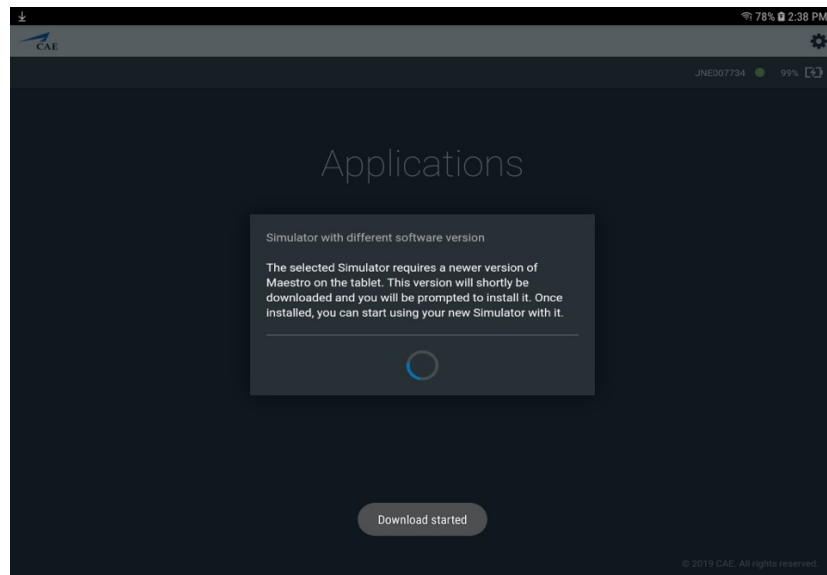 78% 2:38 PM
CAE
JNE007734 99%
Applications
Simulator with different software version
The selected Simulator requires a newer version of
Maestro on the tablet. This version will shortly be
downloaded and you will be prompted to install it. Once
installed, you can start using your new Simulator with it.
Download started
© 2019 CAE. All rights reserved.